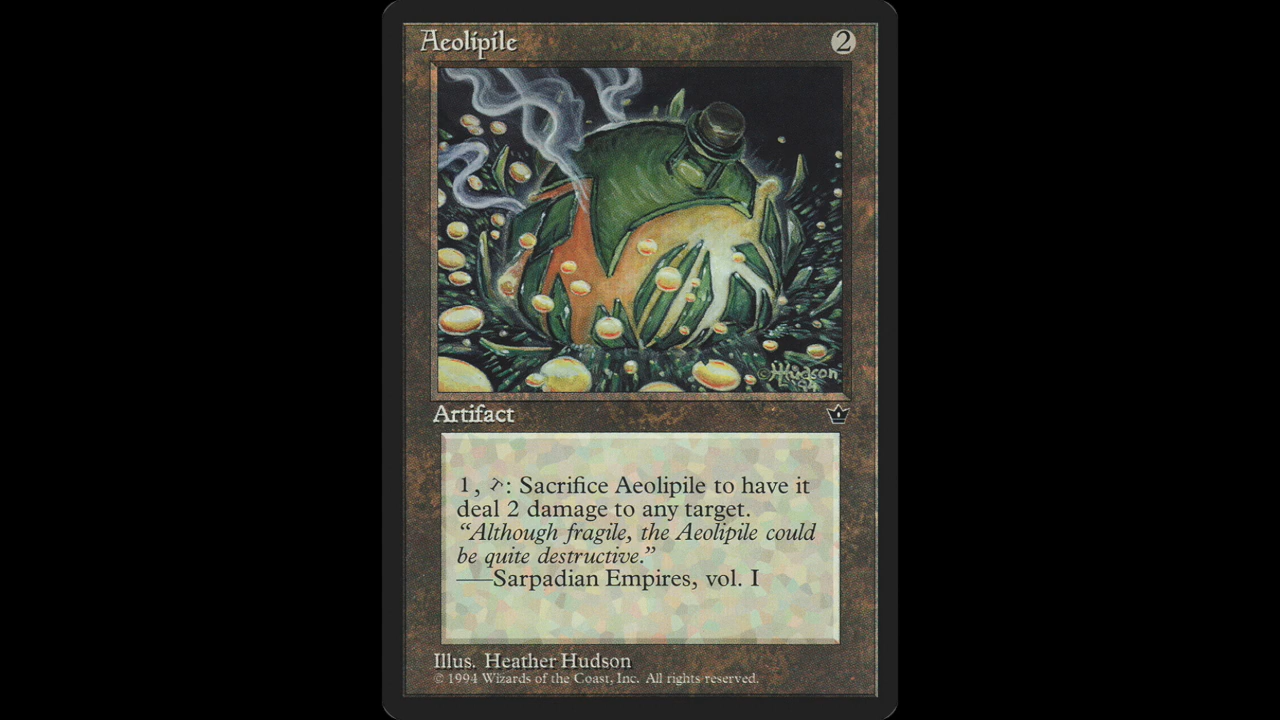 Aeolipile 2
©HHudson 94
Artifact
1, : Sacrifice Aeolipile to have it
deal 2 damage to any target.
“Although fragile, the Aeolipile could
be quite destructive.”
—Sarpadian Empires, vol. I
Illus. Heather Hudson
© 1994 Wizards of the Coast, Inc. All rights reserved.